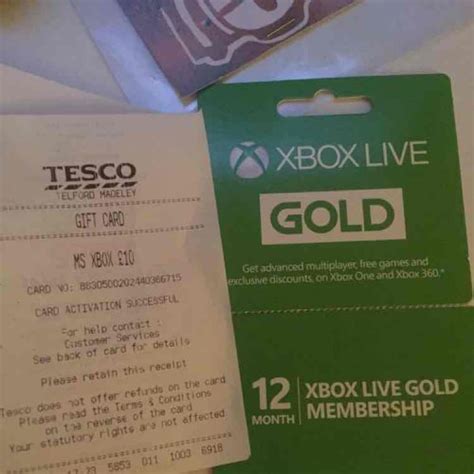 TESCO
TELFORD MADELEY
GIFT CARD
MS XBOX £10
CARD NO: 8830500202440366715
CARD ACTIVATION SUCCESSFUL
For help contact :
Customer Services
See back of card for details
Please retain this receipt
Tesco does not offer refunds on the card
Please read the Terms & Conditions
on the reverse of the card
Your statutory rights are not affected
5853 011 1003 6918
XBOX LIVE
GOLD
Get advanced multiplayer, free games and
exclusive discounts, on Xbox One and Xbox 360.*
12
MONTH
XBOX LIVE GOLD
MEMBERSHIP